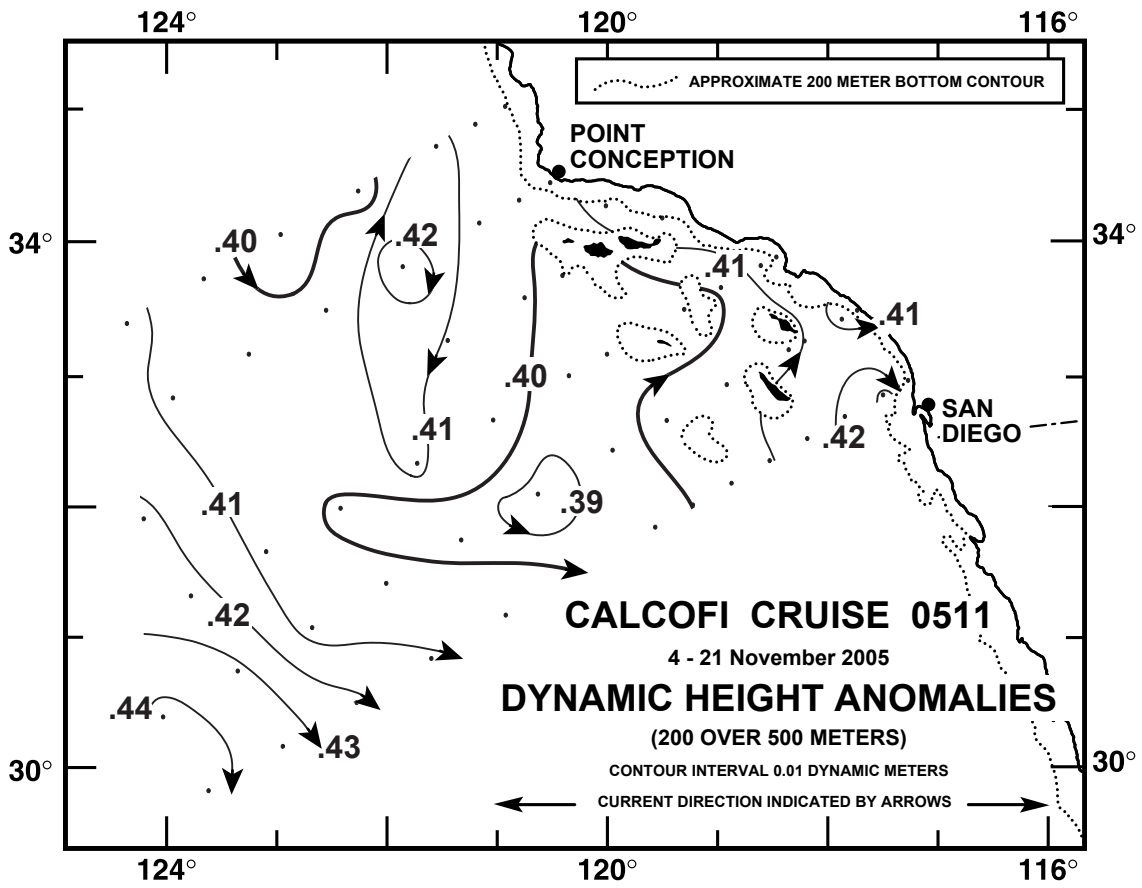 124° 120° 116°
APPROXIMATE 200 METER BOTTOM CONTOUR
POINT
CONCEPTION
34° .40 .42 34°
.41
.41
.40
SAN
DIEGO
.41 .42
.41 .39
.42
CALCOFI CRUISE 0511
4 - 21 November 2005
DYNAMIC HEIGHT ANOMALIES
.44
.43 (200 OVER 500 METERS)
30° CONTOUR INTERVAL 0.01 DYNAMIC METERS 30°
CURRENT DIRECTION INDICATED BY ARROWS
124° 120° 116°